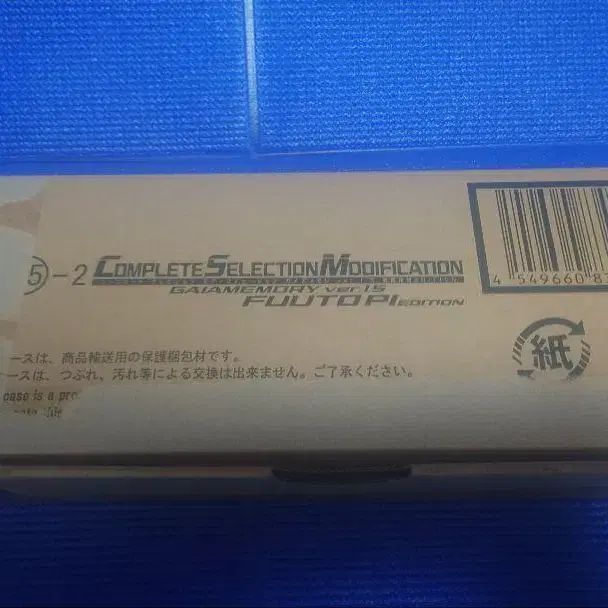 ⑤-2 COMPLETE SELECTION MODIFICATION
GAIAMEMORY ver.1.5
FUUTO PI EDITION
4 549660 8
紙
ースは、商品輸送用の保護梱包材です。
ースは、つぶれ、汚れ等による交換は出来ません。ご了承ください。
case is a pro